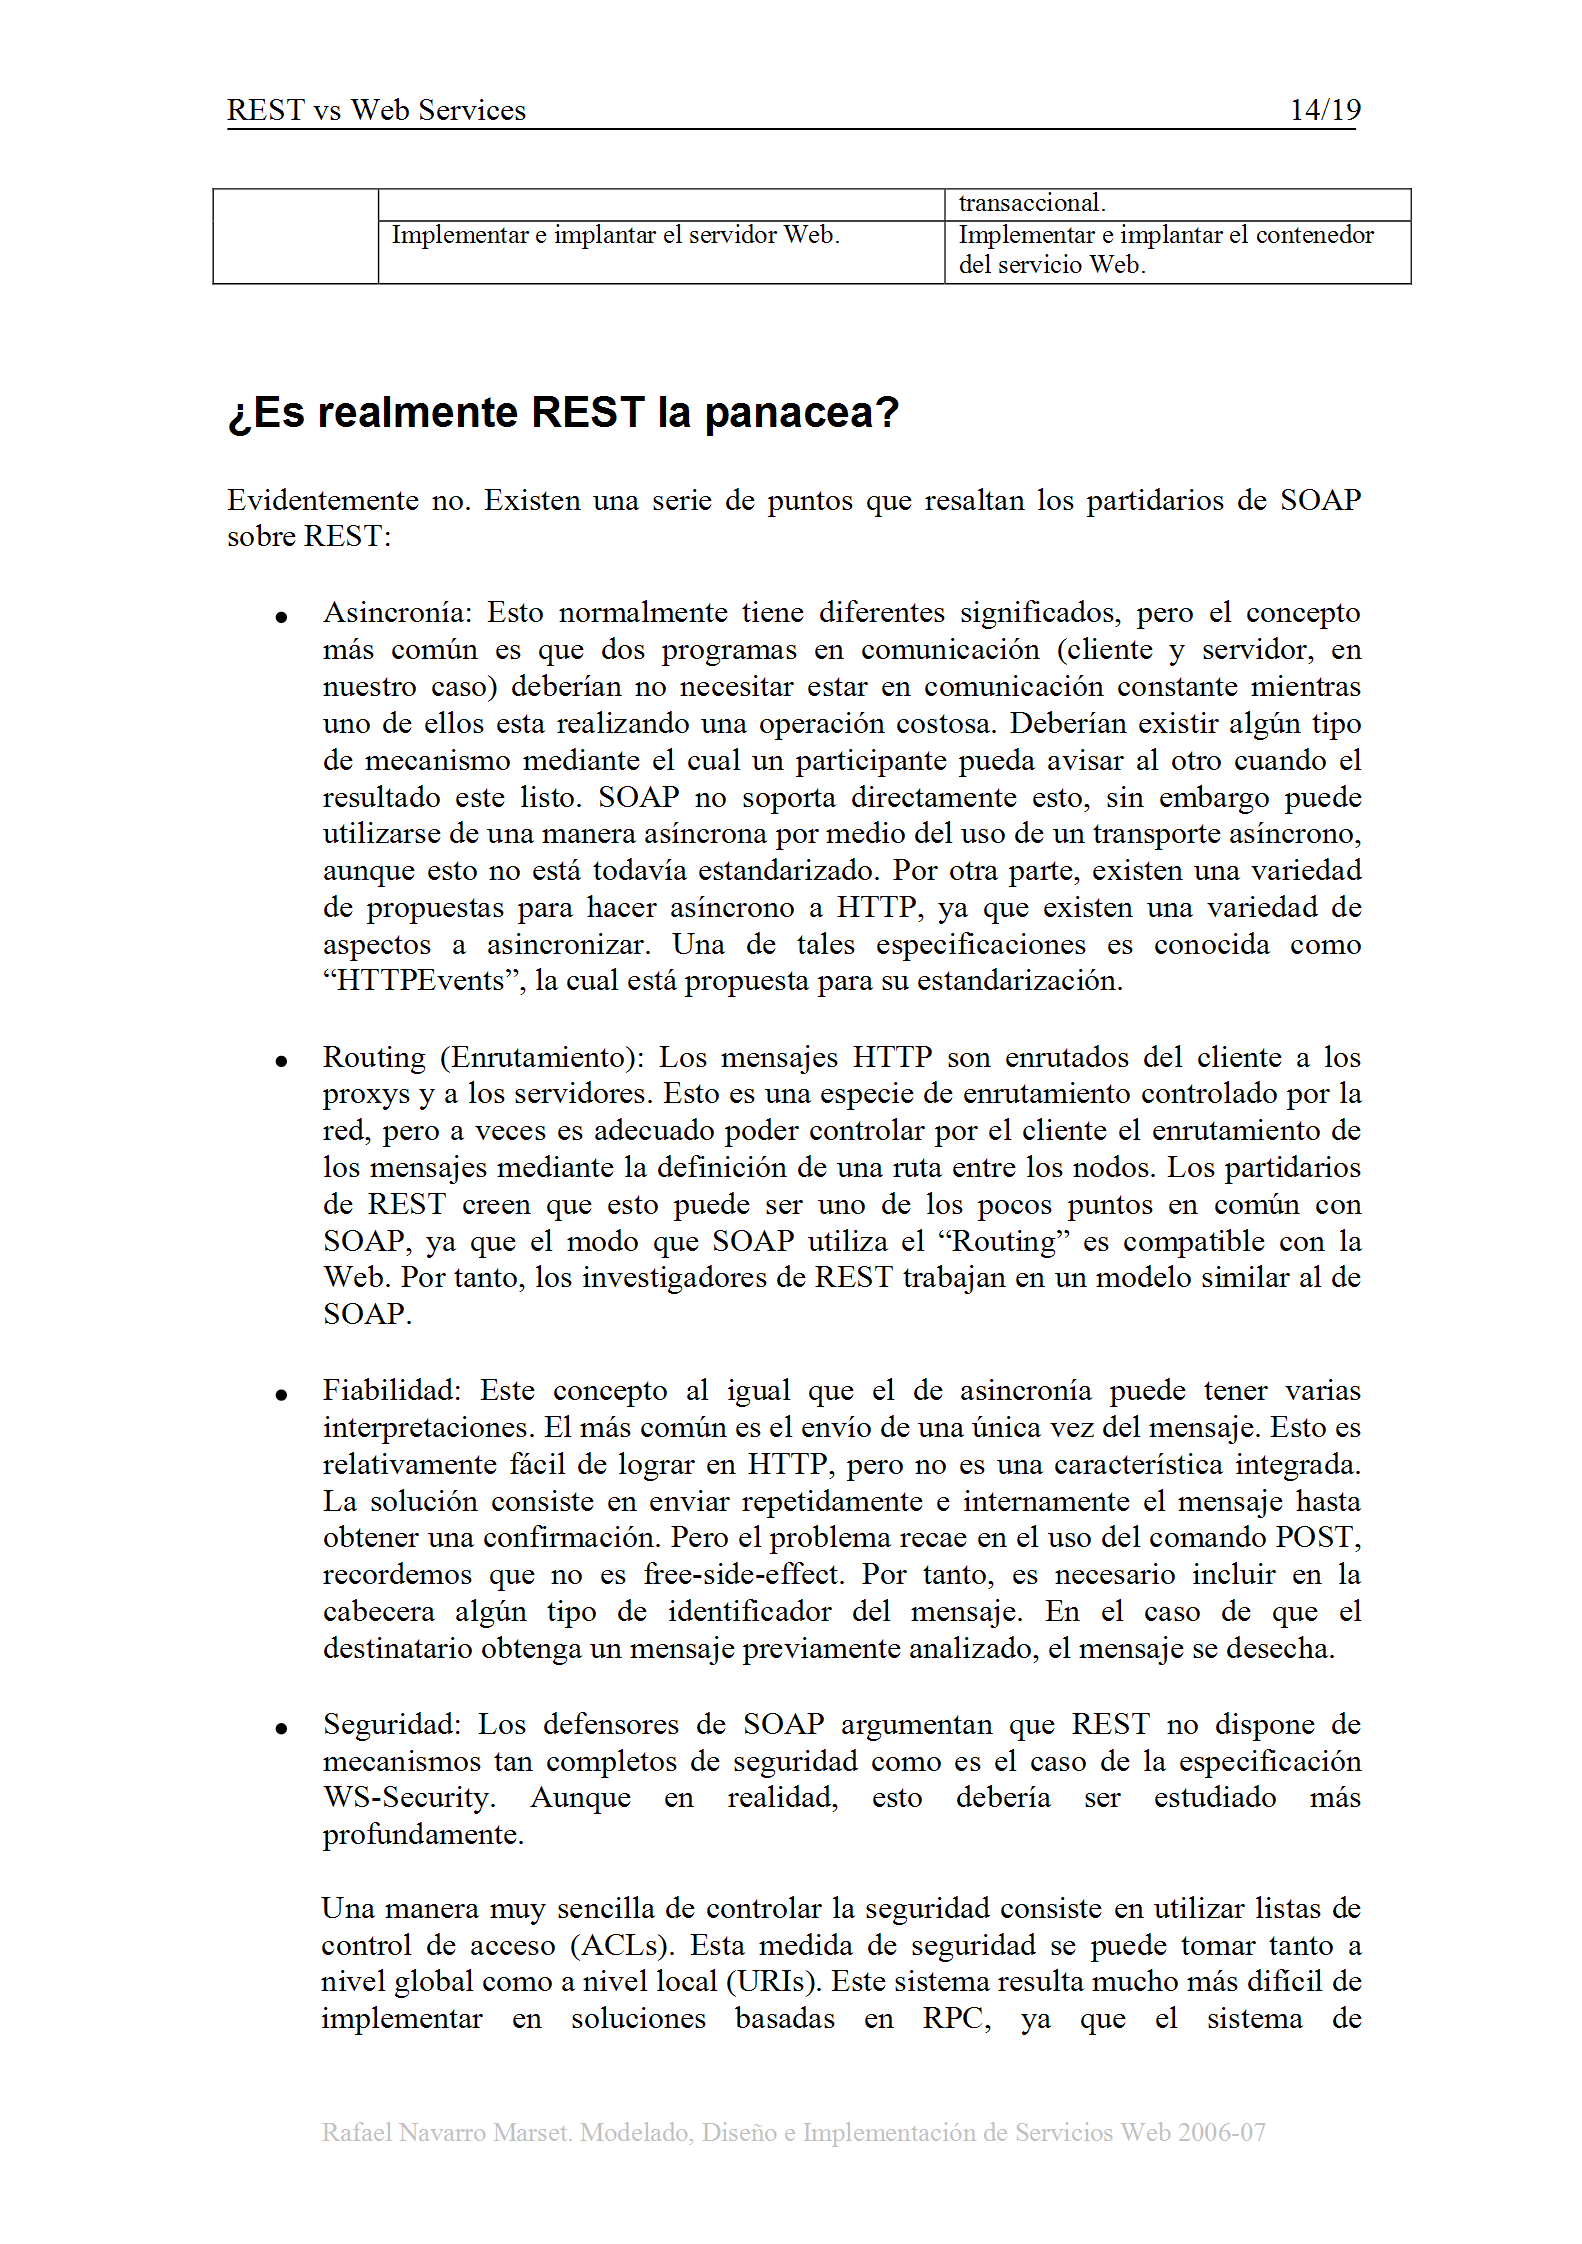 REST vs Web Services 14/19
transaccional.
Implementar e implantar el servidor Web. Implementar e implantar el contenedor
del servicio Web.
¿Es realmente REST la panacea?
Evidentemente no. Existen una serie de puntos que resaltan los partidarios de SOAP
sobre REST:
● Asincronía: Esto normalmente tiene diferentes significados, pero el concepto
más común es que dos programas en comunicación (cliente y servidor, en
nuestro caso) deberían no necesitar estar en comunicación constante mientras
uno de ellos esta realizando una operación costosa. Deberían existir algún tipo
de mecanismo mediante el cual un participante pueda avisar al otro cuando el
resultado este listo. SOAP no soporta directamente esto, sin embargo puede
utilizarse de una manera asíncrona por medio del uso de un transporte asíncrono,
aunque esto no está todavía estandarizado. Por otra parte, existen una variedad
de propuestas para hacer asíncrono a HTTP, ya que existen una variedad de
aspectos a asincronizar. Una de tales especificaciones es conocida como
“HTTPEvents”, la cual está propuesta para su estandarización.
● Routing (Enrutamiento): Los mensajes HTTP son enrutados del cliente a los
proxys y a los servidores. Esto es una especie de enrutamiento controlado por la
red, pero a veces es adecuado poder controlar por el cliente el enrutamiento de
los mensajes mediante la definición de una ruta entre los nodos. Los partidarios
de REST creen que esto puede ser uno de los pocos puntos en común con
SOAP, ya que el modo que SOAP utiliza el “Routing” es compatible con la
Web. Por tanto, los investigadores de REST trabajan en un modelo similar al de
SOAP.
● Fiabilidad: Este concepto al igual que el de asincronía puede tener varias
interpretaciones. El más común es el envío de una única vez del mensaje. Esto es
relativamente fácil de lograr en HTTP, pero no es una característica integrada.
La solución consiste en enviar repetidamente e internamente el mensaje hasta
obtener una confirmación. Pero el problema recae en el uso del comando POST,
recordemos que no es free-side-effect. Por tanto, es necesario incluir en la
cabecera algún tipo de identificador del mensaje. En el caso de que el
destinatario obtenga un mensaje previamente analizado, el mensaje se desecha.
● Seguridad: Los defensores de SOAP argumentan que REST no dispone de
mecanismos tan completos de seguridad como es el caso de la especificación
WS-Security. Aunque en realidad, esto debería ser estudiado más
profundamente.
Una manera muy sencilla de controlar la seguridad consiste en utilizar listas de
control de acceso (ACLs). Esta medida de seguridad se puede tomar tanto a
nivel global como a nivel local (URIs). Este sistema resulta mucho más difícil de
implementar en soluciones basadas en RPC, ya que el sistema de
Rafael Navarro Marset. Modelado, Diseño e Implementación de Servicios Web 2006-07